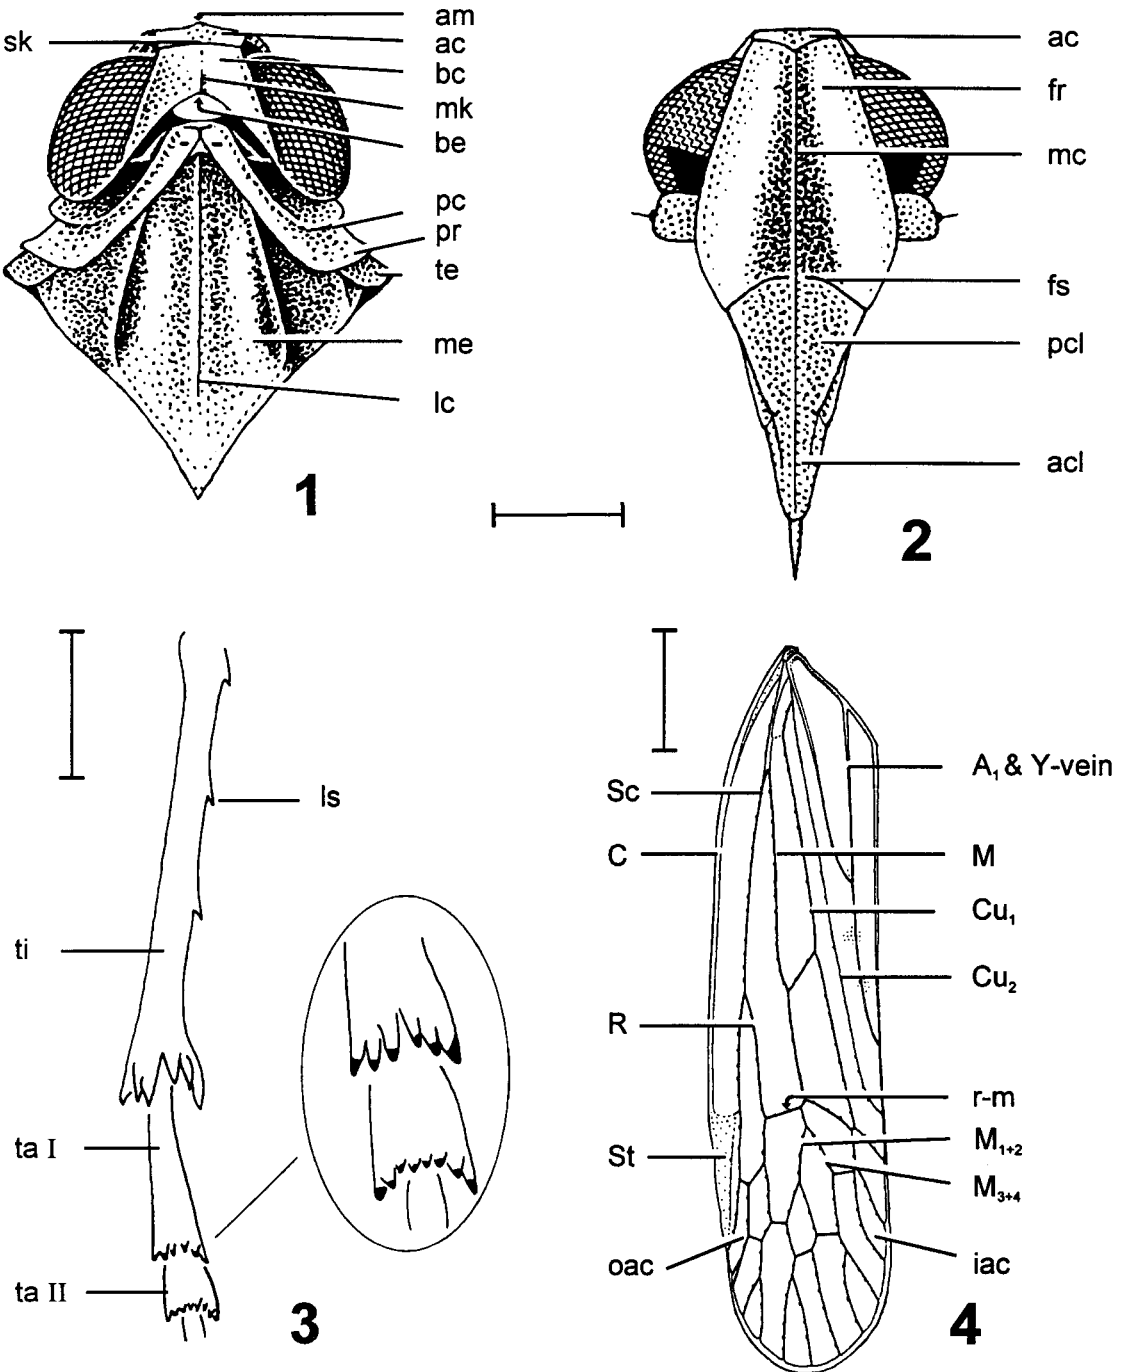 am
sk
ac
bc
mk
be
pc
pr
te
me
lc
1
ac
fr
mc
fs
pcl
acl
2
ls
ti
ta I
ta II
3
A₁ & Y-vein
Sc
C
M
Cu₁
Cu₂
R
r-m
M₁₊₂
St
M₃₊₄
oac
iac
4